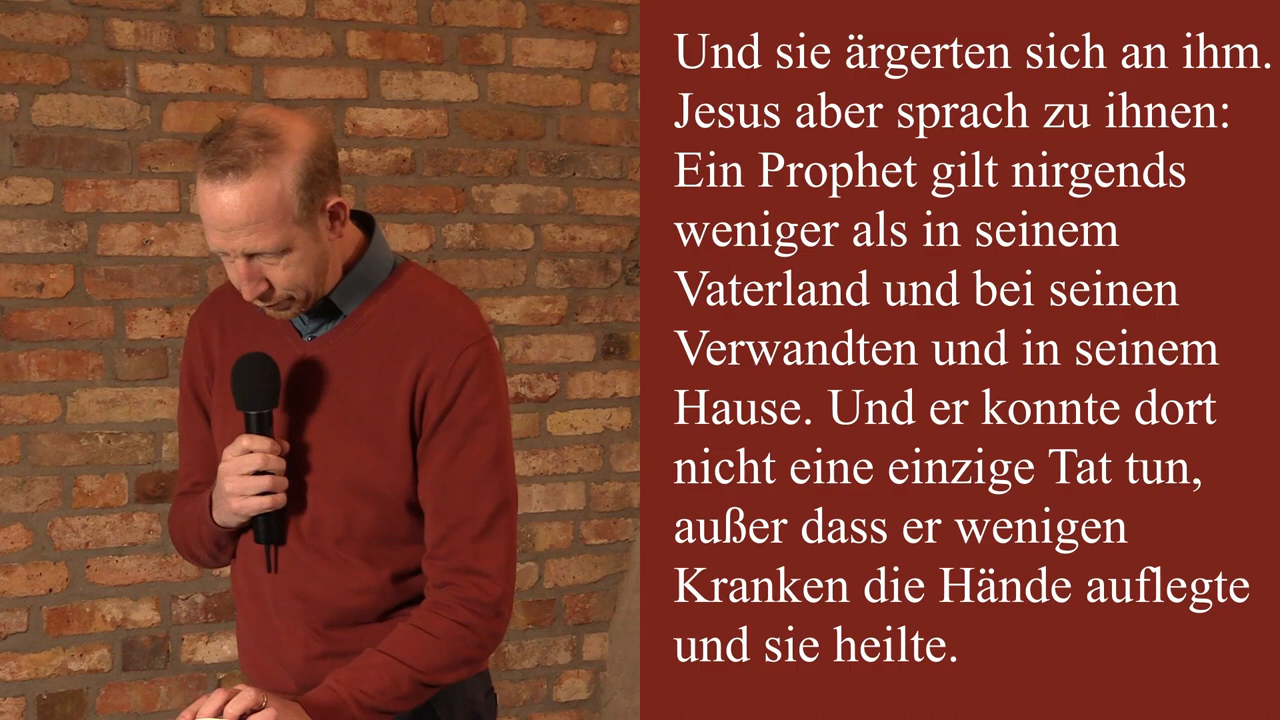 Und sie ärgerten sich an ihm.
Jesus aber sprach zu ihnen:
Ein Prophet gilt nirgends
weniger als in seinem
Vaterland und bei seinen
Verwandten und in seinem
Hause. Und er konnte dort
nicht eine einzige Tat tun,
außer dass er wenigen
Kranken die Hände auflegte
und sie heilte.